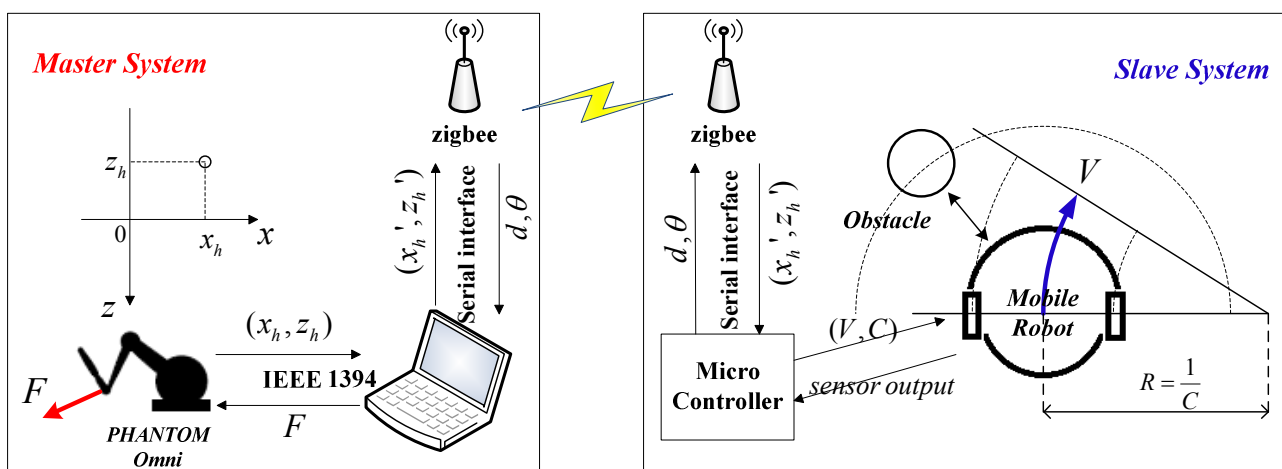 Master System
z_h
0
x_h
x
z
F
PHANTOM
Omni
(x_h, z_h)
IEEE 1394
F
zigbee
(x_h', z_h')
Serial interface
d, θ
Slave System
zigbee
d, θ
Serial interface
(x_h', z_h')
Micro
Controller
(V, C)
sensor output
Obstacle
V
Mobile
Robot
R = 1/C